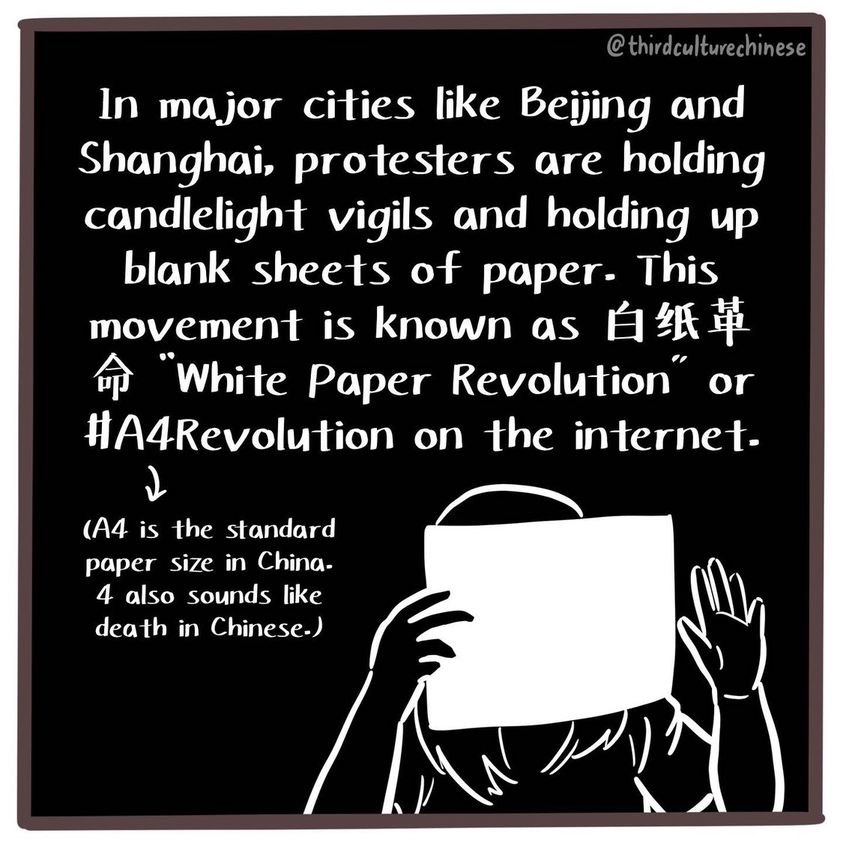 @thirdculturechinese
In major cities like Beijing and
Shanghai, protesters are holding
candlelight vigils and holding up
blank sheets of paper. This
movement is known as 白纸革
命 "White Paper Revolution" or
#A4Revolution on the internet.
(A4 is the standard
paper size in China.
4 also sounds like
death in Chinese.)